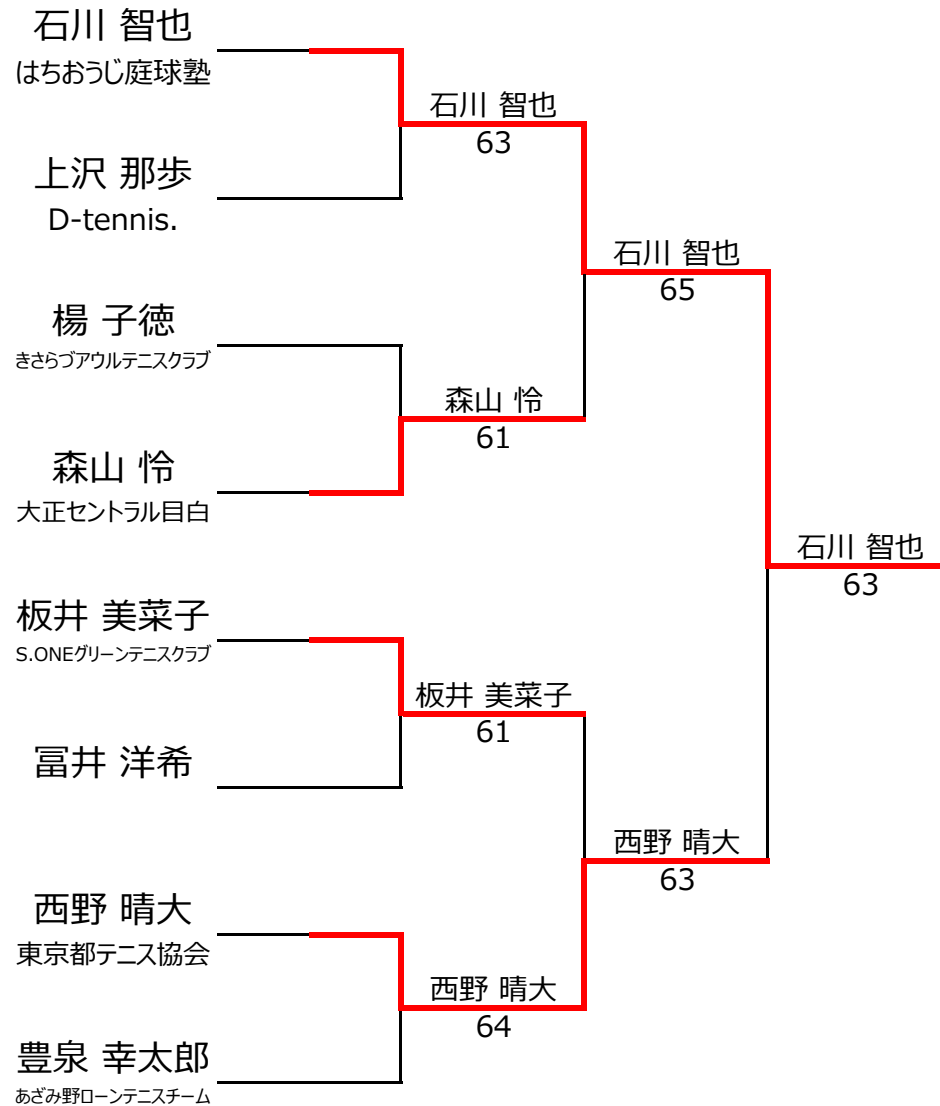 石川 智也
はちおうじ庭球塾
上沢 那歩
D-tennis.
楊 子徳
きさらづアウルテニスクラブ
森山 怜
大正セントラル目白
板井 美菜子
S.ONEグリーンテニスクラブ
冨井 洋希
西野 晴大
東京都テニス協会
豊泉 幸太郎
あざみ野ローンテニスチーム
石川 智也
63
森山 怜
61
板井 美菜子
61
西野 晴大
64
石川 智也
65
西野 晴大
63
石川 智也
63